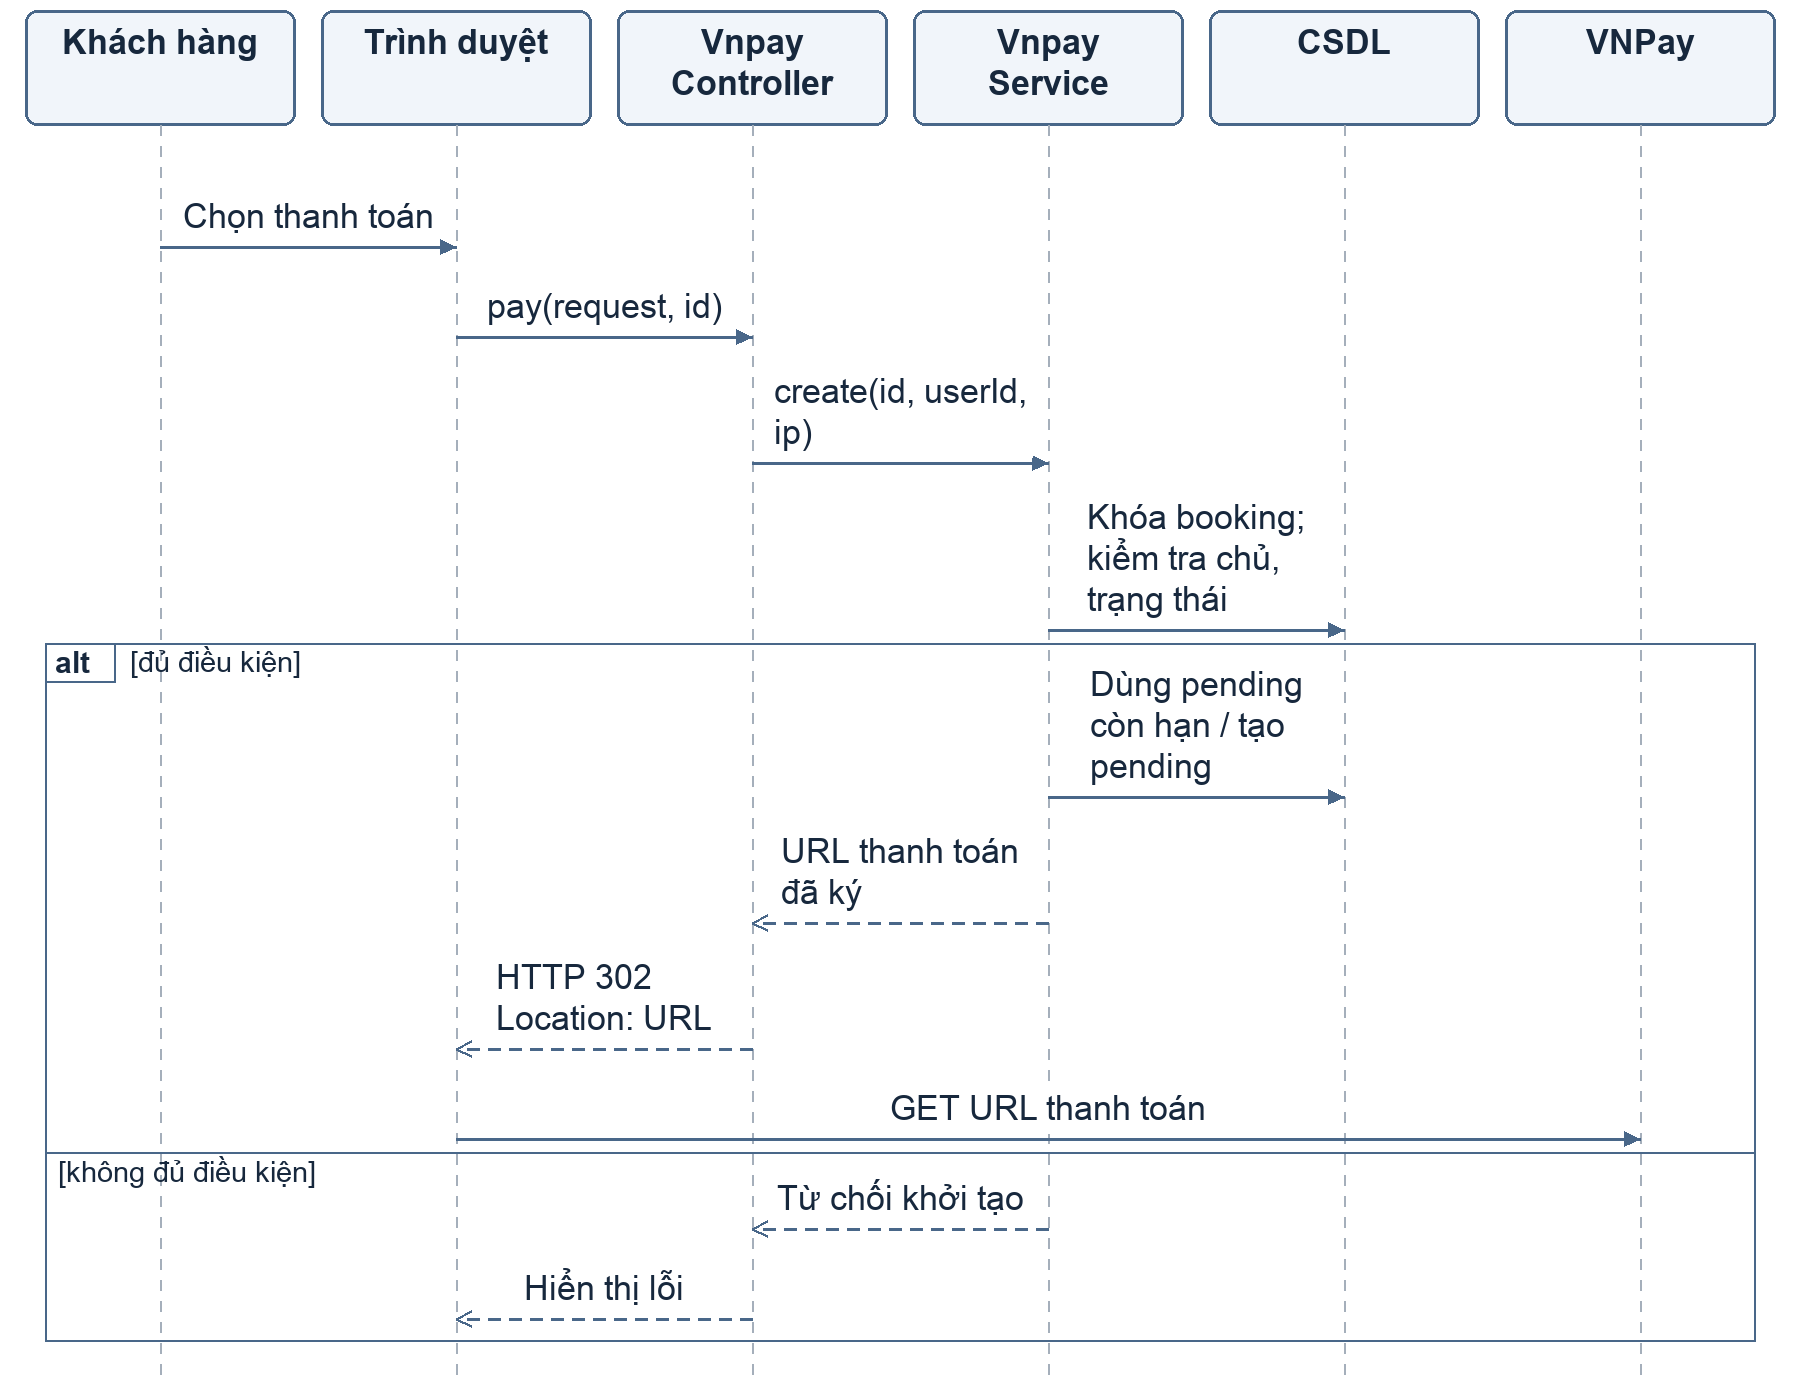 Khách hàng
Trình duyệt
Vnpay
Controller
Vnpay
Service
CSDL
VNPay
Chọn thanh toán
pay(request, id)
create(id, userId,
ip)
Khóa booking;
kiểm tra chủ,
trạng thái
alt
[đủ điều kiện]
Dùng pending
còn hạn / tạo
pending
URL thanh toán
đã ký
HTTP 302
Location: URL
GET URL thanh toán
[không đủ điều kiện]
Từ chối khởi tạo
Hiển thị lỗi